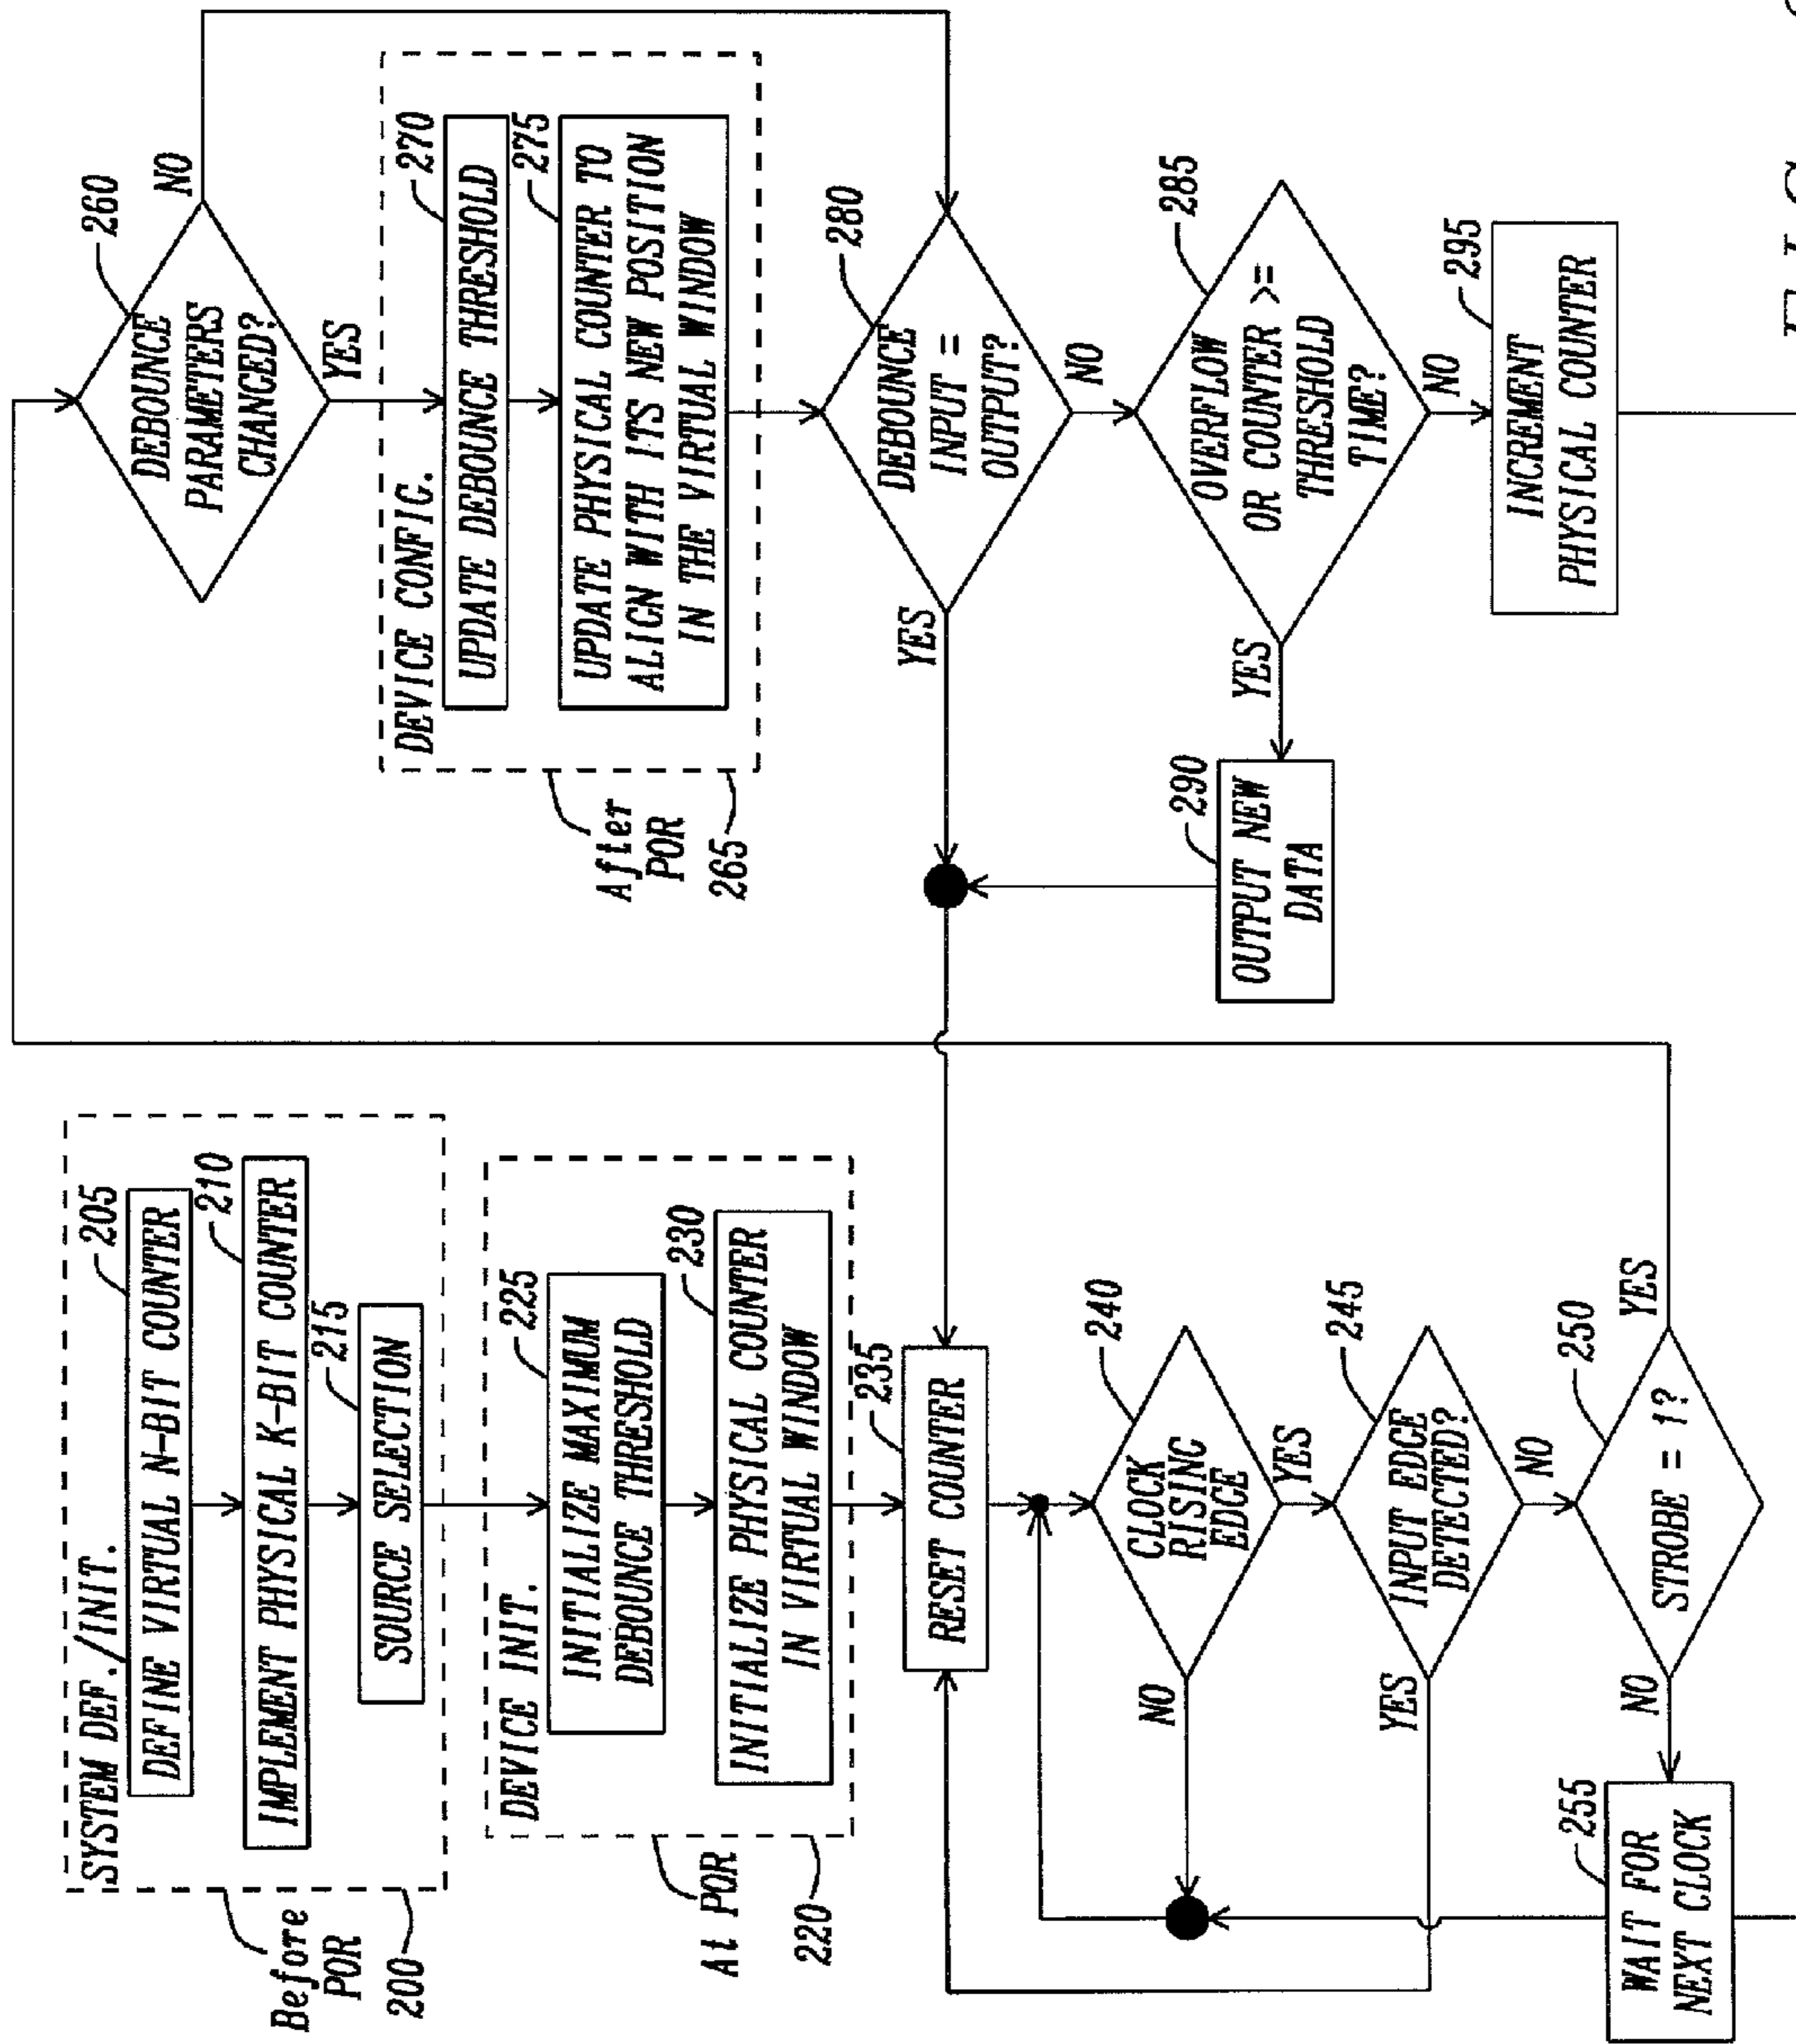 SYSTEM DEF./INIT.
205
DEFINE VIRTUAL N-BIT COUNTER
210
IMPLEMENT PHYSICAL K-BIT COUNTER
215
SOURCE SELECTION
Before
POR
200
DEVICE INIT.
225
INITIALIZE MAXIMUM
DEBOUNCE THRESHOLD
230
INITIALIZE PHYSICAL COUNTER
IN VIRTUAL WINDOW
At POR
220
235
RESET COUNTER
240
CLOCK
RISING
EDGE
NO
YES
245
INPUT EDGE
DETECTED?
YES
NO
250
STROBE = 1?
NO
YES
255
WAIT FOR
NEXT CLOCK
260
DEBOUNCE
PARAMETERS
CHANGED?
NO
YES
DEVICE CONFIG.
270
UPDATE DEBOUNCE THRESHOLD
275
UPDATE PHYSICAL COUNTER TO
ALIGN WITH ITS NEW POSITION
IN THE VIRTUAL WINDOW
After
POR
265
280
DEBOUNCE
INPUT =
OUTPUT?
YES
NO
285
OVERFLOW
OR COUNTER >=
THRESHOLD
TIME?
YES
NO
290
OUTPUT NEW
DATA
295
INCREMENT
PHYSICAL COUNTER